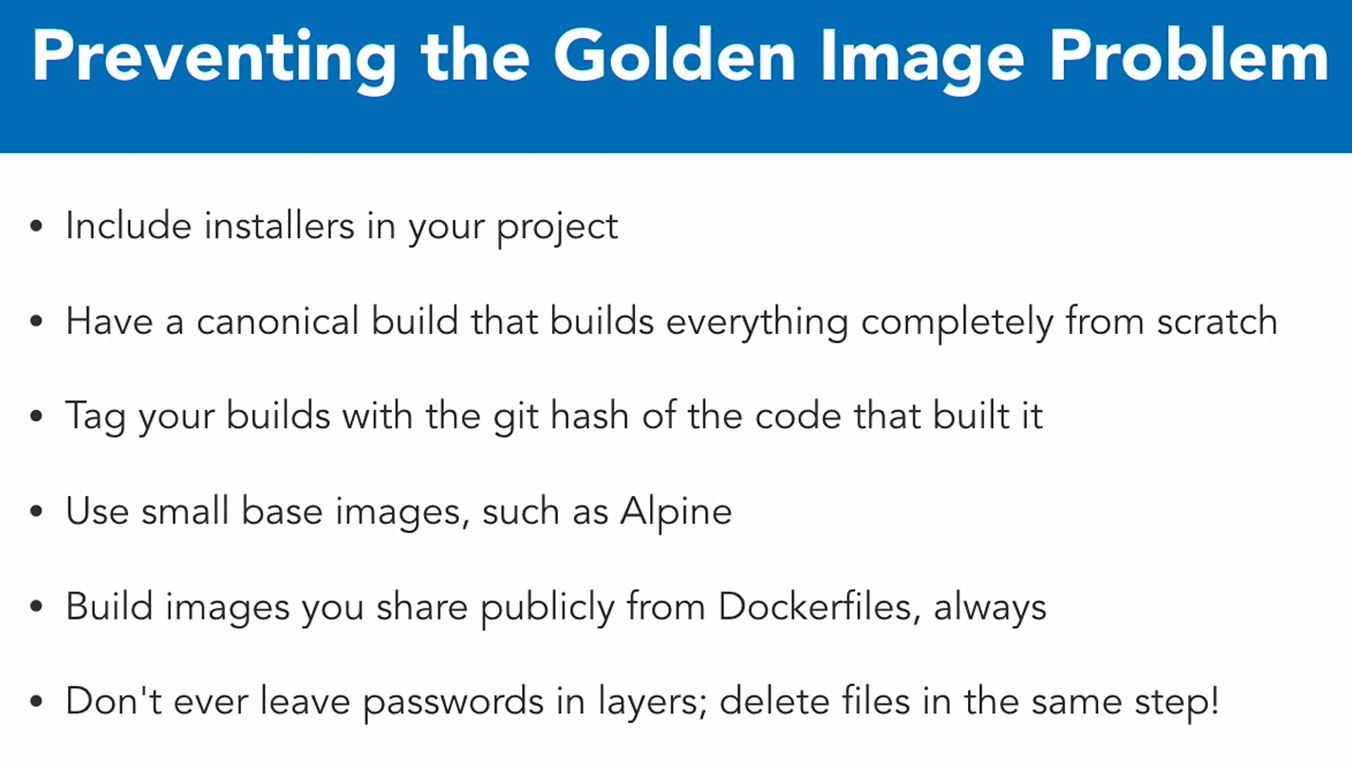 Preventing the Golden Image Problem
• Include installers in your project
• Have a canonical build that builds everything completely from scratch
• Tag your builds with the git hash of the code that built it
• Use small base images, such as Alpine
• Build images you share publicly from Dockerfiles, always
• Don't ever leave passwords in layers; delete files in the same step!